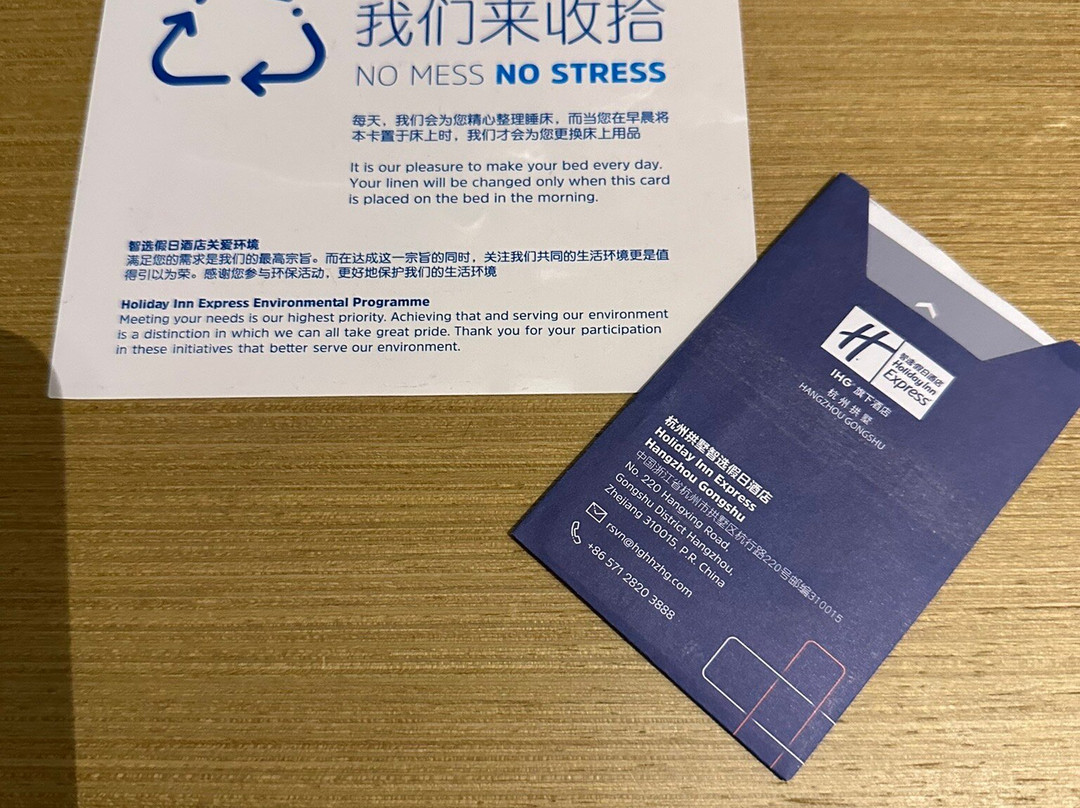 我们来收拾
NO MESS NO STRESS
每天，我们会为您精心整理睡床，而当您在早晨将
本卡置于床上时，我们才会为您更换床上用品
It is our pleasure to make your bed every day.
Your linen will be changed only when this card
is placed on the bed in the morning.
智选假日酒店关爱环境
满足您的需求是我们的最高宗旨。而在达成这一宗旨的同时，关注我们共同的生活环境更是值
得引以为荣。感谢您参与环保活动，更好地保护我们的生活环境
Holiday Inn Express Environmental Programme
Meeting your needs is our highest priority. Achieving that and serving our environment
is a distinction in which we can all take great pride. Thank you for your participation
in these initiatives that better serve our environment.
H
智选假日酒店
Holiday Inn
Express
IHG 旗下酒店
杭州拱墅
HANGZHOU GONGSHU
杭州拱墅智选假日酒店
Holiday Inn Express
Hangzhou Gongshu
中国浙江省杭州市拱墅区杭行路220号邮编310015
No. 220 Hangxing Road,
Gongshu District Hangzhou,
Zhejiang 310015, P.R. China
rsvn@hghhzhg.com
+86 571 2820 3888